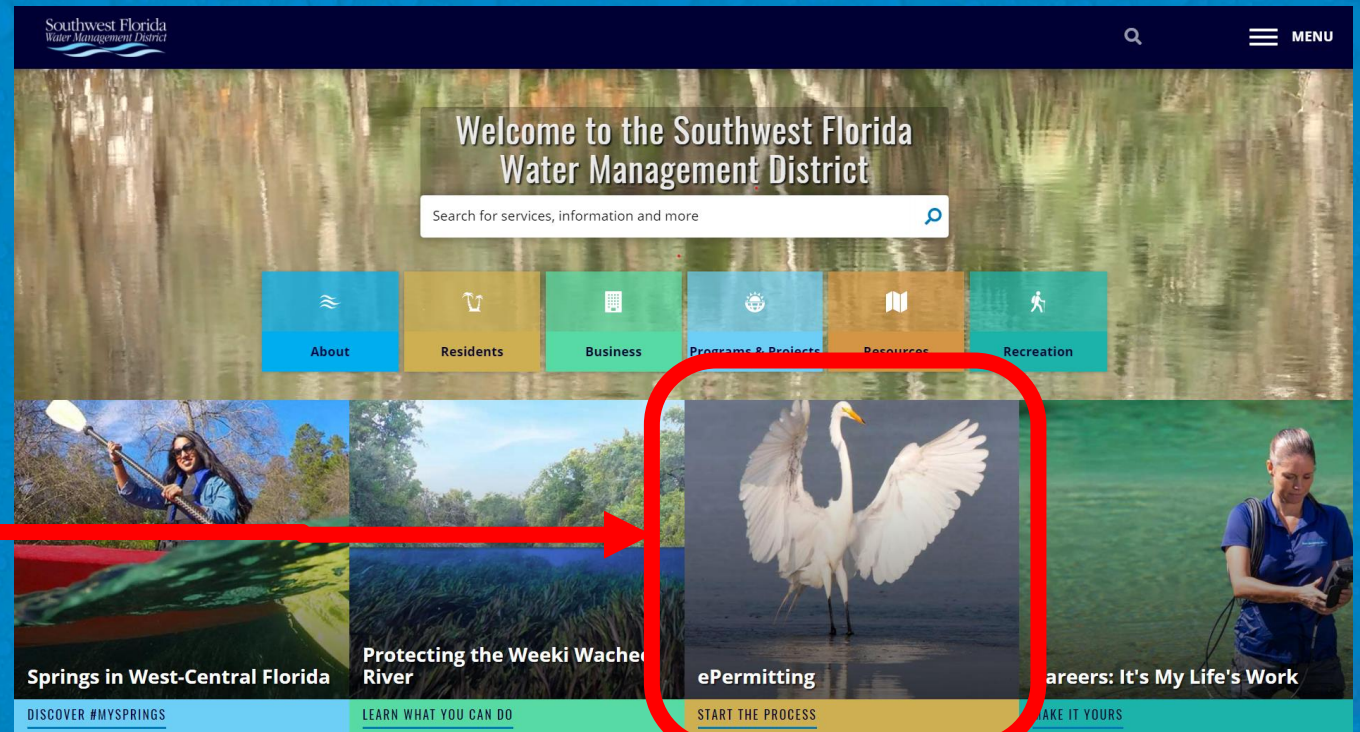 Southwest Florida
Water Management District
MENU
Welcome to the Southwest Florida
Water Management District
Search for services, information and more
About
Residents
Business
Programs & Projects
Resources
Recreation
Springs in West-Central Florida
Protecting the Weeki Wachee
River
ePermitting
areers: It's My Life's Work
DISCOVER #MYSPRINGS
LEARN WHAT YOU CAN DO
START THE PROCESS
AKE IT YOURS